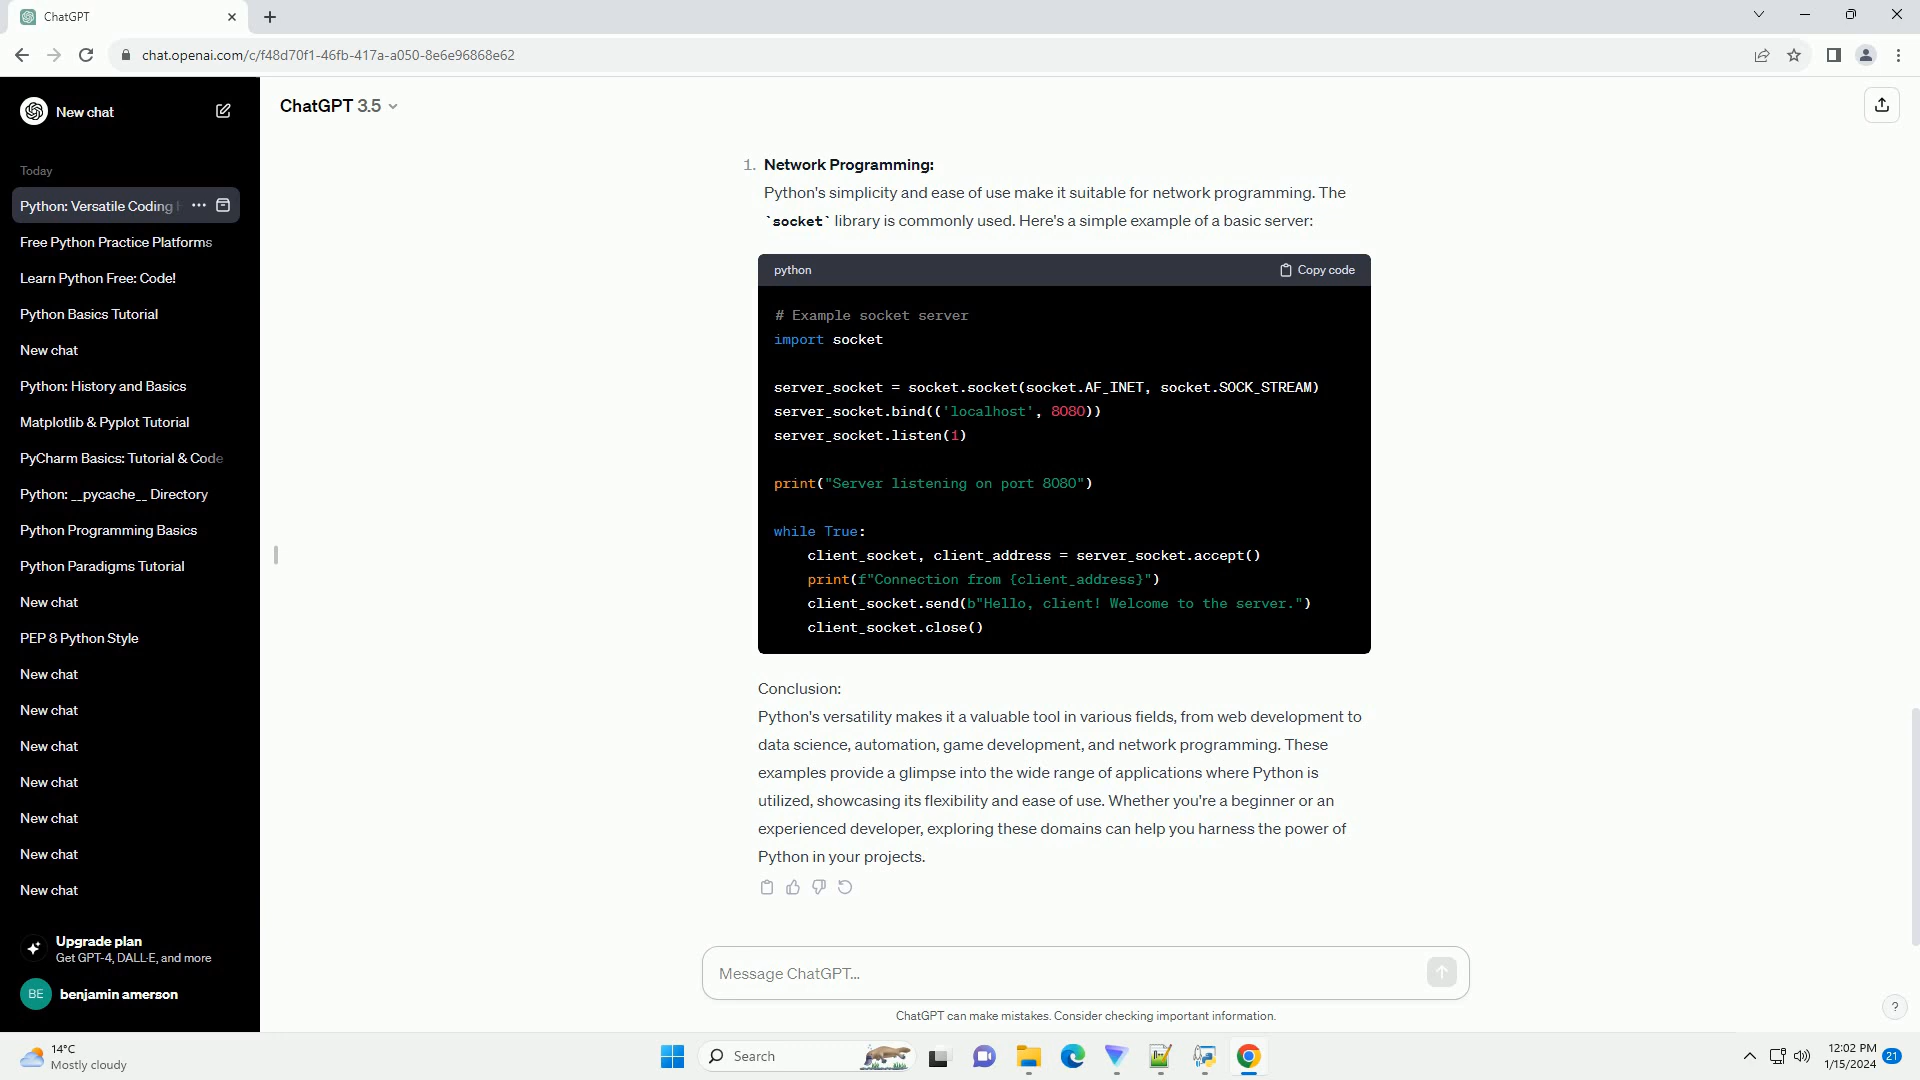 ChatGPT
chat.openai.com/c/f48d70f1-46fb-417a-a050-8e6e96868e62
New chat
ChatGPT 3.5
Today
Python: Versatile Coding
Free Python Practice Platforms
Learn Python Free: Code!
Python Basics Tutorial
New chat
Python: History and Basics
Matplotlib & Pyplot Tutorial
PyCharm Basics: Tutorial & Code
Python: __pycache__ Directory
Python Programming Basics
Python Paradigms Tutorial
New chat
PEP 8 Python Style
New chat
New chat
New chat
New chat
New chat
New chat
New chat
Upgrade plan
Get GPT-4, DALL·E, and more
BE
benjamin amerson
1. Network Programming:
Python's simplicity and ease of use make it suitable for network programming. The
`socket` library is commonly used. Here's a simple example of a basic server:
python
Copy code
# Example socket server
import socket
server_socket = socket.socket(socket.AF_INET, socket.SOCK_STREAM)
server_socket.bind(('localhost', 8080))
server_socket.listen(1)
print("Server listening on port 8080")
while True:
client_socket, client_address = server_socket.accept()
print(f"Connection from {client_address}")
client_socket.send(b"Hello, client! Welcome to the server.")
client_socket.close()
Conclusion:
Python's versatility makes it a valuable tool in various fields, from web development to
data science, automation, game development, and network programming. These
examples provide a glimpse into the wide range of applications where Python is
utilized, showcasing its flexibility and ease of use. Whether you're a beginner or an
experienced developer, exploring these domains can help you harness the power of
Python in your projects.
Message ChatGPT...
ChatGPT can make mistakes. Consider checking important information.
?
14°C
Mostly cloudy
Search
12:02 PM
1/15/2024
21